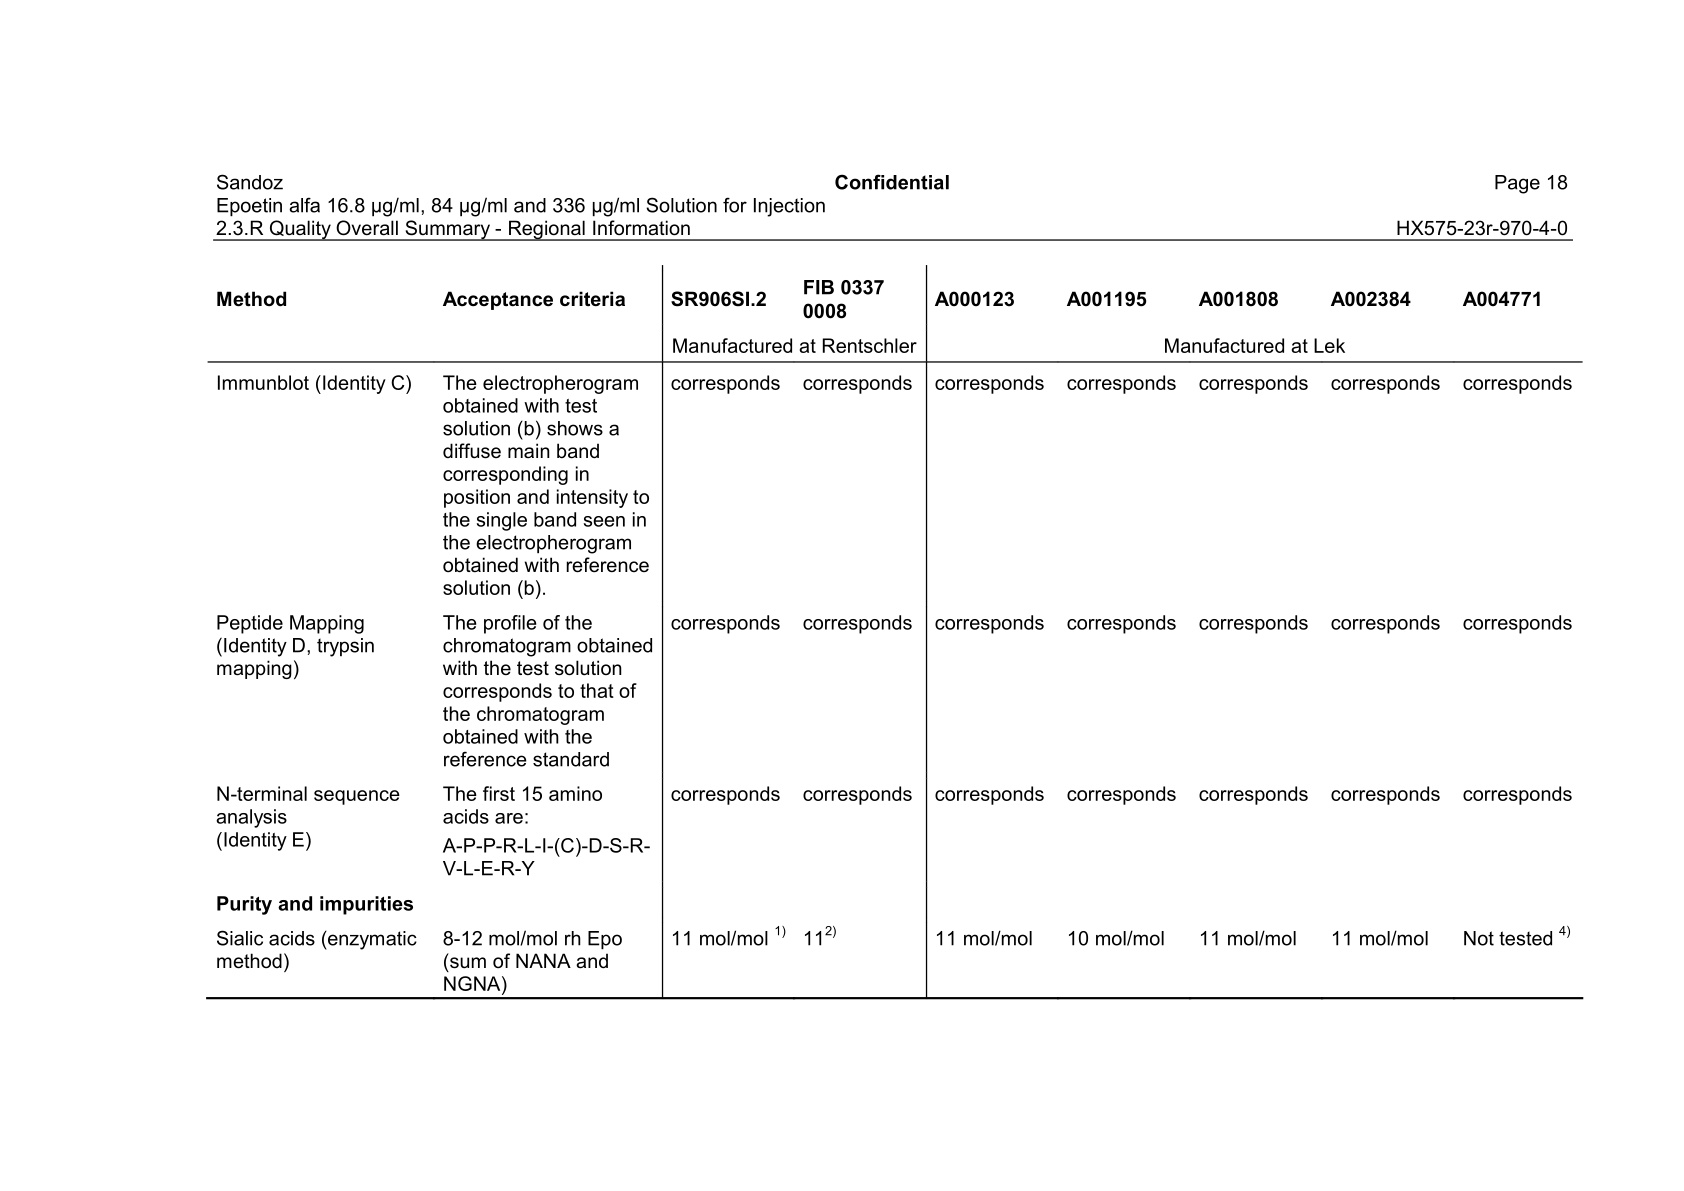 Sandoz Confidential Page 18
Epoetin alfa 16.8 µg/ml, 84 µg/ml and 336 µg/ml Solution for Injection
2.3.R Quality Overall Summary - Regional Information HX575-23r-970-4-0
Method Acceptance criteria SR906SI.2 FIB 0337 0008 A000123 A001195 A001808 A002384 A004771
Manufactured at Rentschler Manufactured at Lek
Immunblot (Identity C) The electropherogram corresponds corresponds corresponds corresponds corresponds corresponds corresponds
obtained with test
solution (b) shows a
diffuse main band
corresponding in
position and intensity to
the single band seen in
the electropherogram
obtained with reference
solution (b).
Peptide Mapping The profile of the corresponds corresponds corresponds corresponds corresponds corresponds corresponds
(Identity D, trypsin chromatogram obtained
mapping) with the test solution
corresponds to that of
the chromatogram
obtained with the
reference standard
N-terminal sequence The first 15 amino corresponds corresponds corresponds corresponds corresponds corresponds corresponds
analysis acids are:
(Identity E) A-P-P-R-L-I-(C)-D-S-R-
V-L-E-R-Y
Purity and impurities
Sialic acids (enzymatic 8-12 mol/mol rh Epo 11 mol/mol 1) 11 2) 11 mol/mol 10 mol/mol 11 mol/mol 11 mol/mol Not tested 4)
method) (sum of NANA and
NGNA)